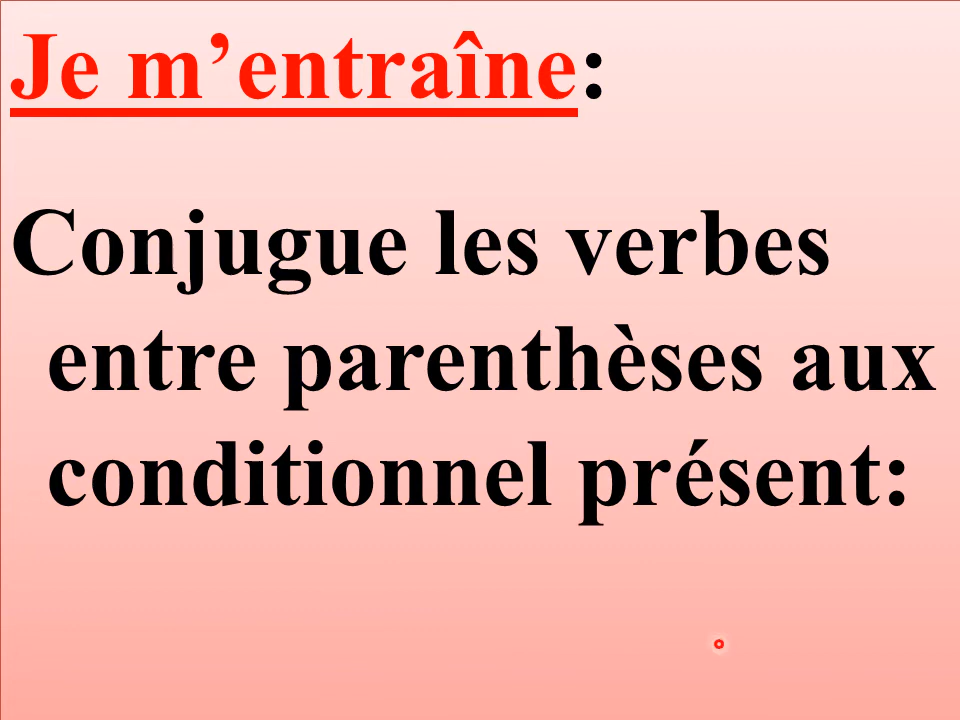 Je m’entraîne:
Conjugue les verbes
entre parenthèses aux
conditionnel présent: